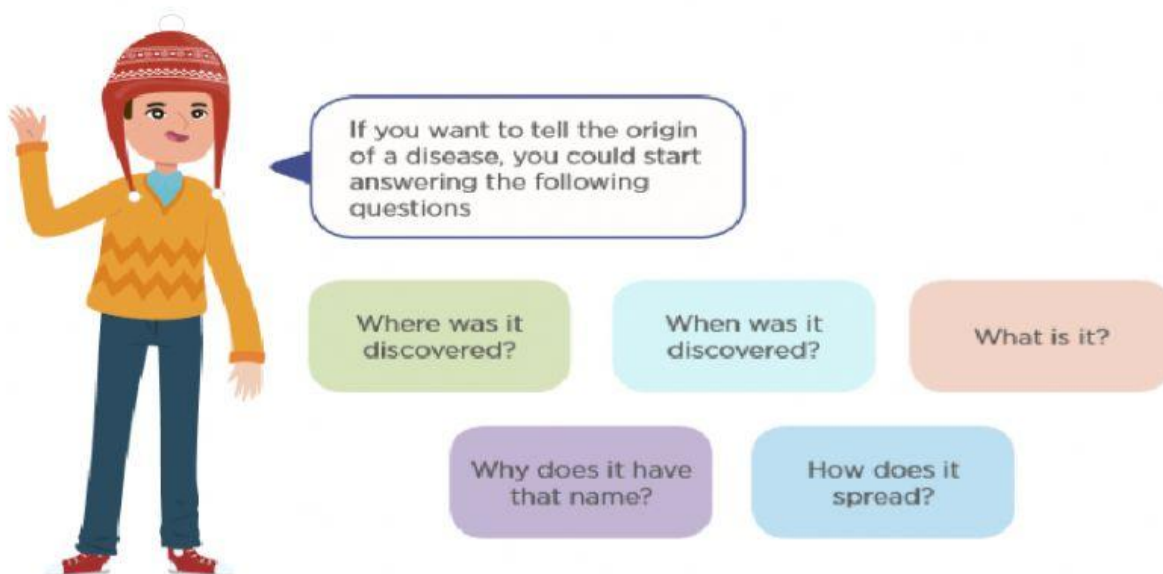 If you want to tell the origin
of a disease, you could start
answering the following
questions
Where was it
discovered?
When was it
discovered?
What is it?
Why does it have
that name?
How does it
spread?